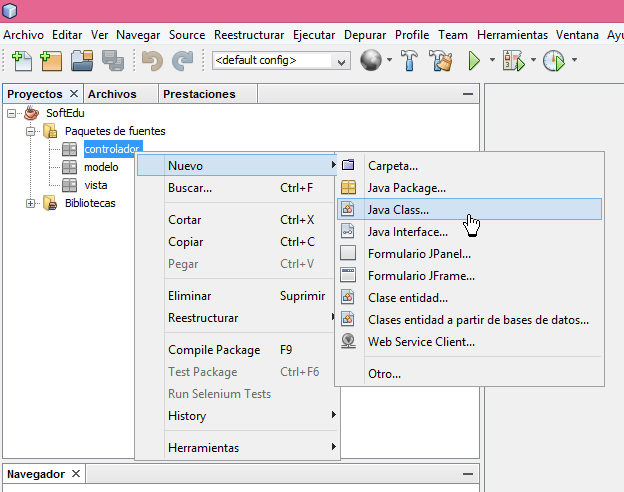 Archivo Editar Ver Navegar Source Reestructurar Ejecutar Depurar Profile Team Herramientas Ventana Ayu
<default config>
Proyectos Archivos Prestaciones
SoftEdu
Paquetes de fuentes
controlador
modelo
vista
Bibliotecas
Nuevo
Buscar... Ctrl+F
Cortar Ctrl+X
Copiar Ctrl+C
Pegar Ctrl+V
Eliminar Suprimir
Reestructurar
Compile Package F9
Test Package Ctrl+F6
Run Selenium Tests
History
Herramientas
Carpeta...
Java Package...
Java Class...
Java Interface...
Formulario JPanel...
Formulario JFrame...
Clase entidad...
Clases entidad a partir de bases de datos...
Web Service Client...
Otro...
Navegador